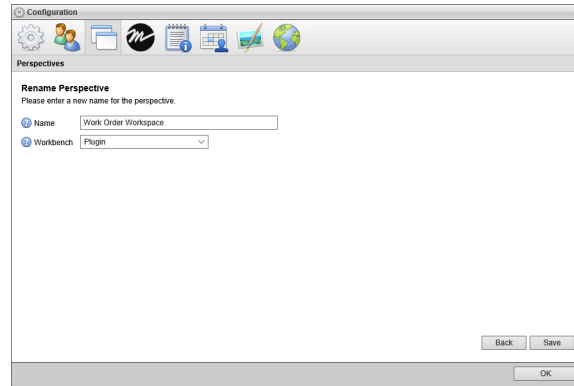 Configuration
Perspectives
Rename Perspective
Please enter a new name for the perspective.
Name Work Order Workspace
Workbench Plugin
Back Save
OK